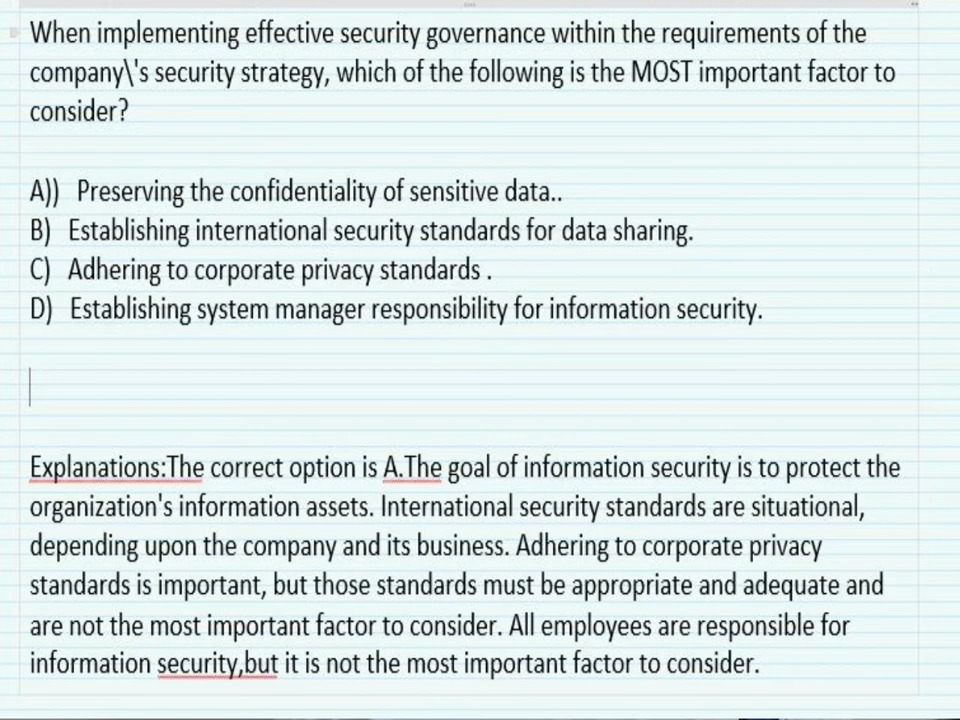 When implementing effective security governance within the requirements of the
company\'s security strategy, which of the following is the MOST important factor to
consider?
A)) Preserving the confidentiality of sensitive data..
B) Establishing international security standards for data sharing.
C) Adhering to corporate privacy standards .
D) Establishing system manager responsibility for information security.
Explanations:The correct option is A.The goal of information security is to protect the
organization's information assets. International security standards are situational,
depending upon the company and its business. Adhering to corporate privacy
standards is important, but those standards must be appropriate and adequate and
are not the most important factor to consider. All employees are responsible for
information security,but it is not the most important factor to consider.